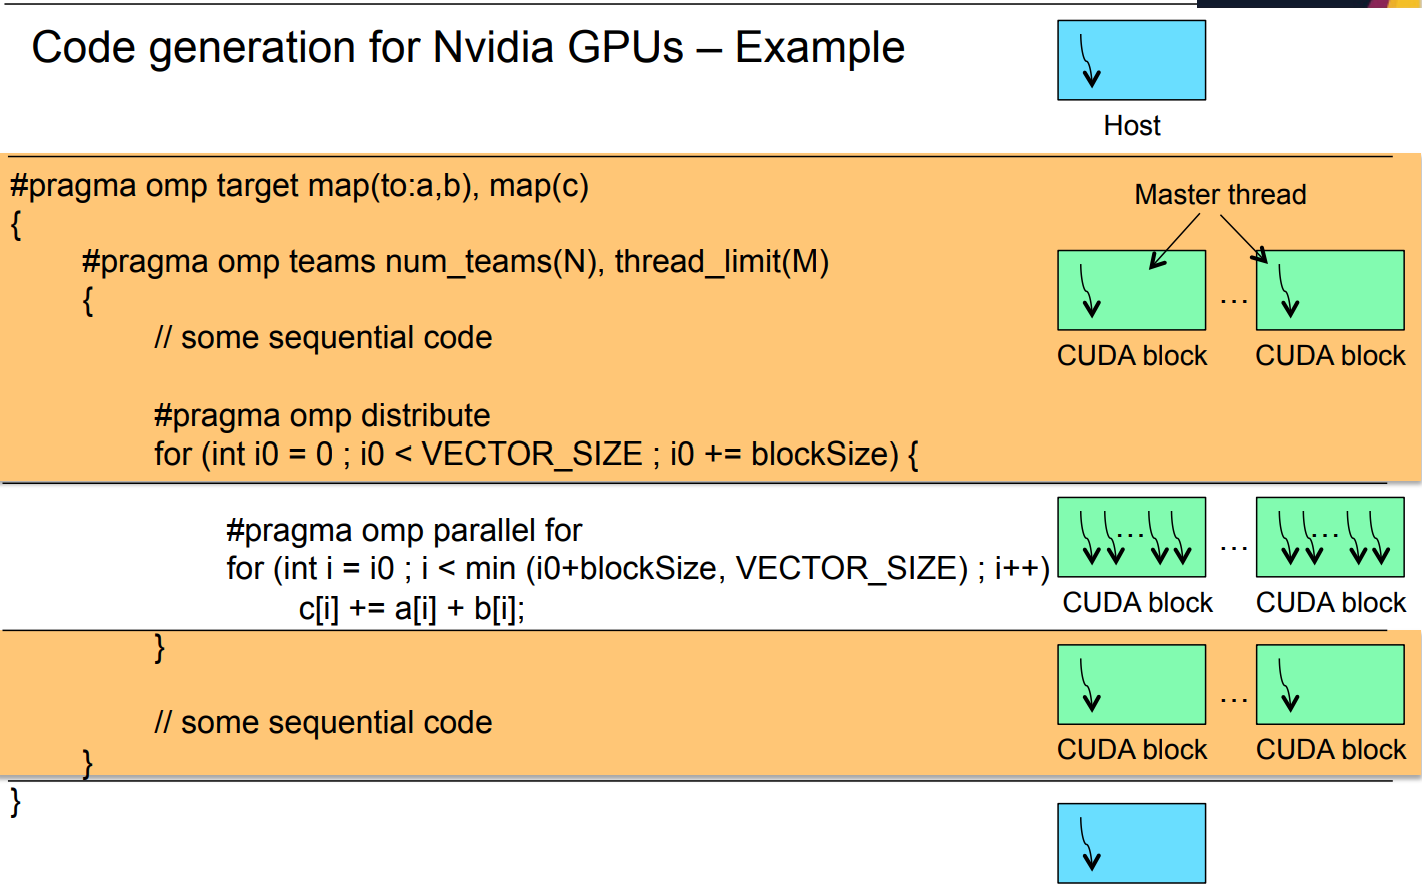 Code generation for Nvidia GPUs – Example
Host
#pragma omp target map(to:a,b), map(c)
{
#pragma omp teams num_teams(N), thread_limit(M)
{
// some sequential code
#pragma omp distribute
for (int i0 = 0 ; i0 < VECTOR_SIZE ; i0 += blockSize) {
Master thread
...
CUDA block CUDA block
#pragma omp parallel for
for (int i = i0 ; i < min (i0+blockSize, VECTOR_SIZE) ; i++)
c[i] += a[i] + b[i];
... ... ...
CUDA block CUDA block
}
// some sequential code
}
...
CUDA block CUDA block
}